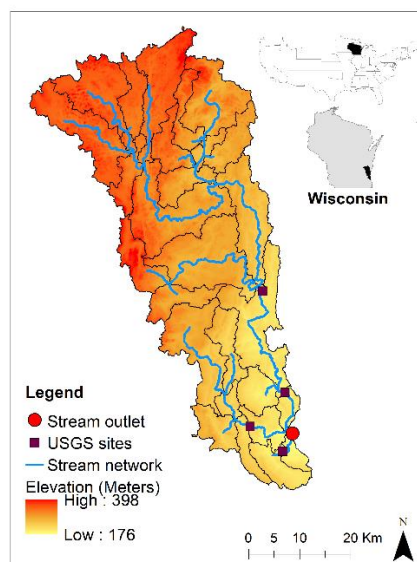 Wisconsin
Legend
Stream outlet
USGS sites
Stream network
Elevation (Meters)
High : 398
Low : 176
0 5 10 20 Km
N